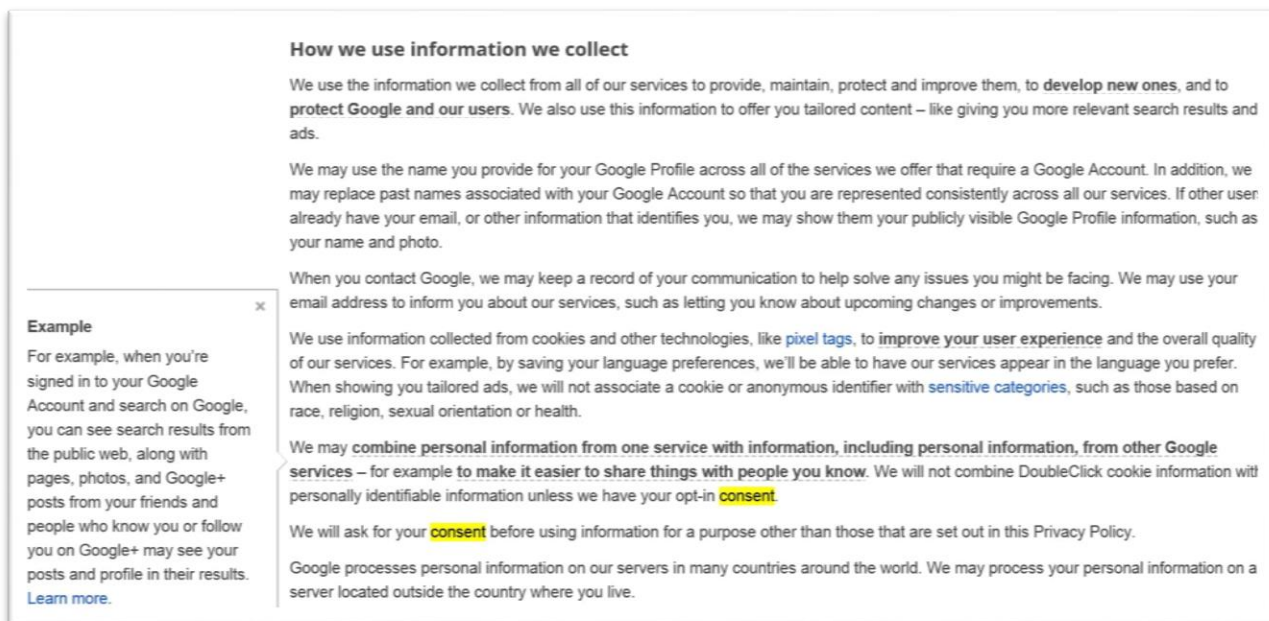 How we use information we collect
We use the information we collect from all of our services to provide, maintain, protect and improve them, to develop new ones, and to
protect Google and our users. We also use this information to offer you tailored content – like giving you more relevant search results and
ads.
We may use the name you provide for your Google Profile across all of the services we offer that require a Google Account. In addition, we
may replace past names associated with your Google Account so that you are represented consistently across all our services. If other user
already have your email, or other information that identifies you, we may show them your publicly visible Google Profile information, such as
your name and photo.
When you contact Google, we may keep a record of your communication to help solve any issues you might be facing. We may use your
email address to inform you about our services, such as letting you know about upcoming changes or improvements.
We use information collected from cookies and other technologies, like pixel tags, to improve your user experience and the overall quality
of our services. For example, by saving your language preferences, we'll be able to have our services appear in the language you prefer.
When showing you tailored ads, we will not associate a cookie or anonymous identifier with sensitive categories, such as those based on
race, religion, sexual orientation or health.
We may combine personal information from one service with information, including personal information, from other Google
services – for example to make it easier to share things with people you know. We will not combine DoubleClick cookie information with
personally identifiable information unless we have your opt-in consent.
We will ask for your consent before using information for a purpose other than those that are set out in this Privacy Policy.
Google processes personal information on our servers in many countries around the world. We may process your personal information on a
server located outside the country where you live.
×
Example
For example, when you're
signed in to your Google
Account and search on Google,
you can see search results from
the public web, along with
pages, photos, and Google+
posts from your friends and
people who know you or follow
you on Google+ may see your
posts and profile in their results.
Learn more.